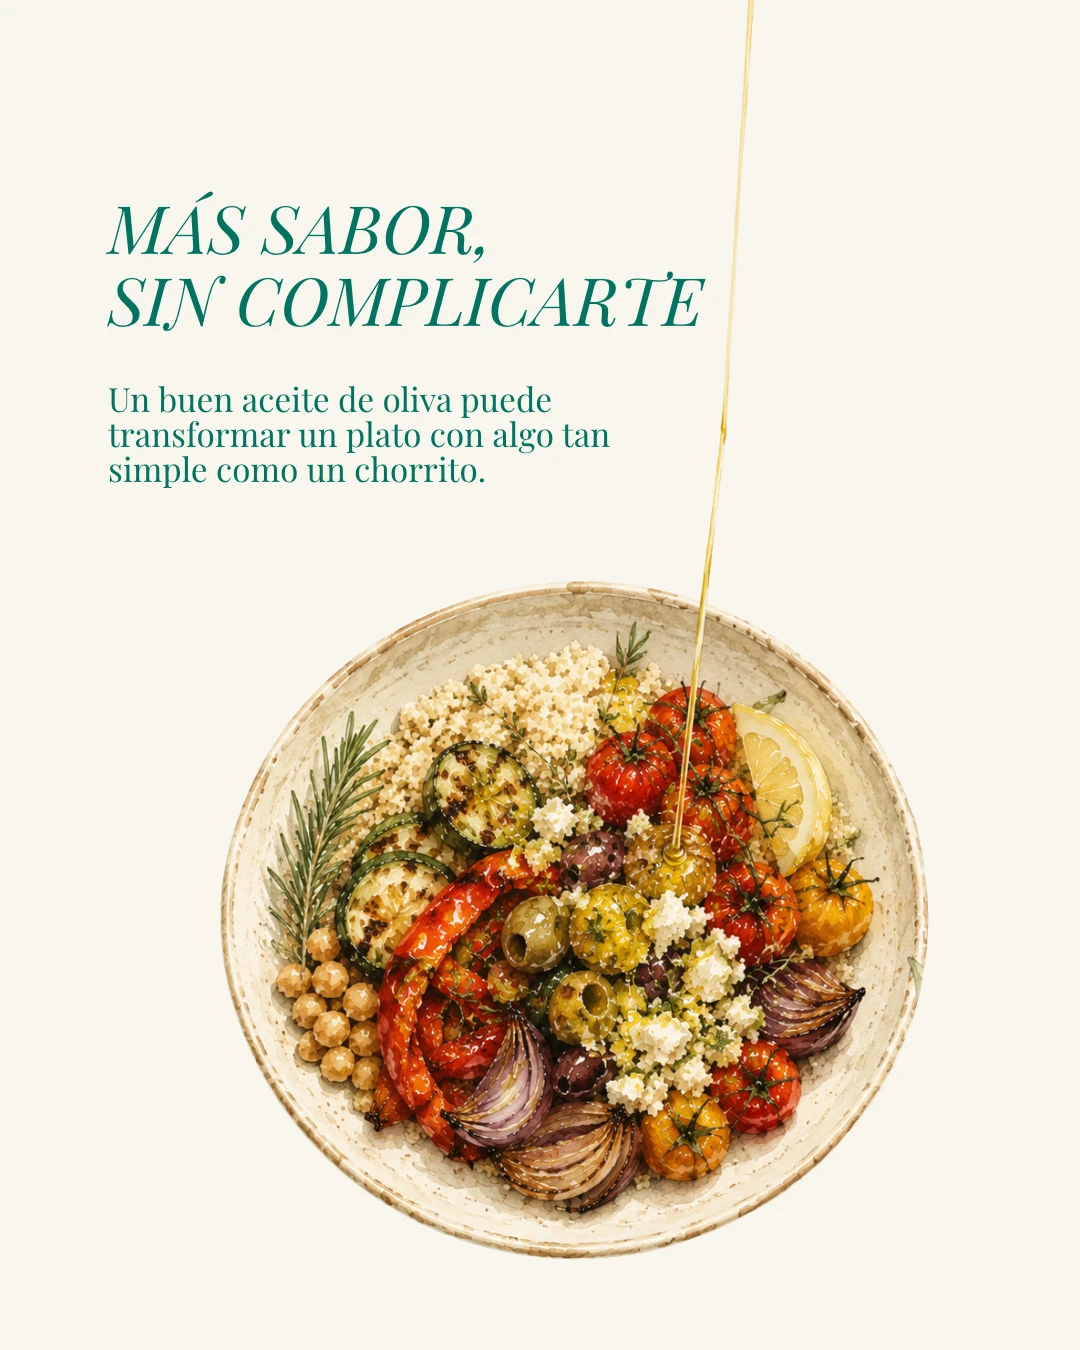 MÁS SABOR,
SIN COMPLICARTE
Un buen aceite de oliva puede
transformar un plato con algo tan
simple como un chorrito.